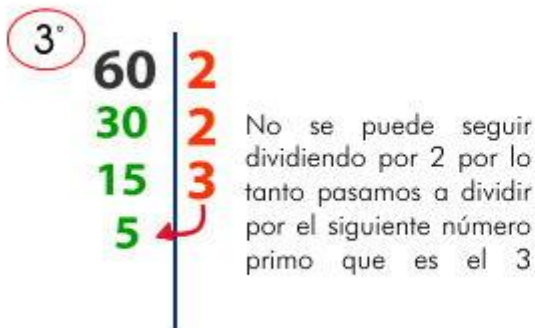 3°
60 2
30 2
15 3
5
No se puede seguir
dividiendo por 2 por lo
tanto pasamos a dividir
por el siguiente número
primo que es el 3